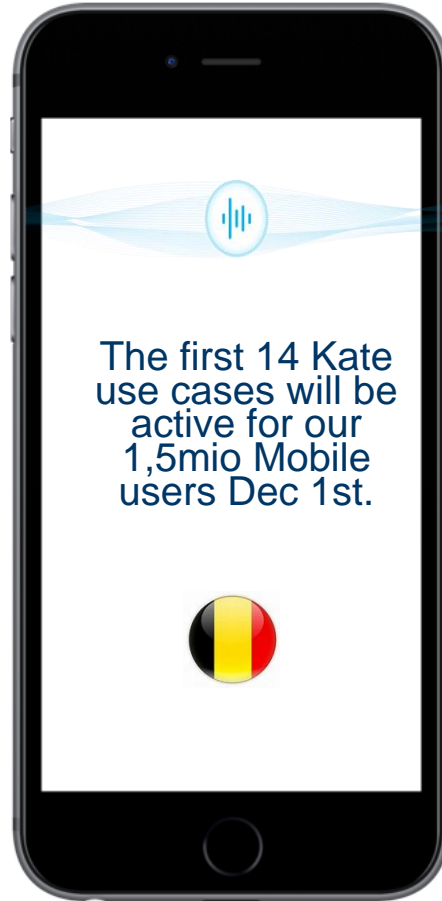 The first 14 Kate
use cases will be
active for our
1,5mio Mobile
users Dec 1st.